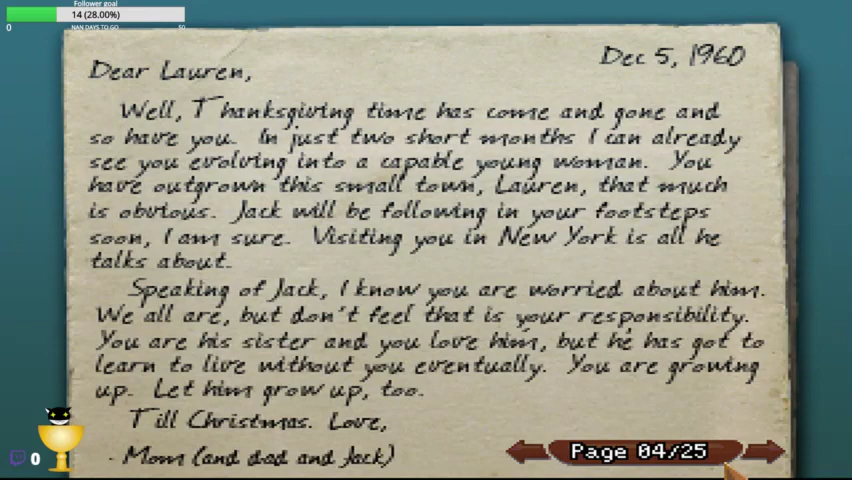 Follower goal
14 (28.00%)
0 NAN DAYS TO GO 50
Dec 5, 1960
Dear Lauren,
Well, Thanksgiving time has come and gone and
so have you. In just two short months I can already
see you evolving into a capable young woman. You
have outgrown this small town, Lauren, that much
is obvious. Jack will be following in your footsteps
soon, I am sure. Visiting you in New York is all he
talks about.
Speaking of Jack, I know you are worried about him.
We all are, but don't feel that is your responsibility.
You are his sister and you love him, but he has got to
learn to live without you eventually. You are growing
up. Let him grow up, too.
Till Christmas. Love,
- Mom (and dad and Jack)
Page 04/25
0